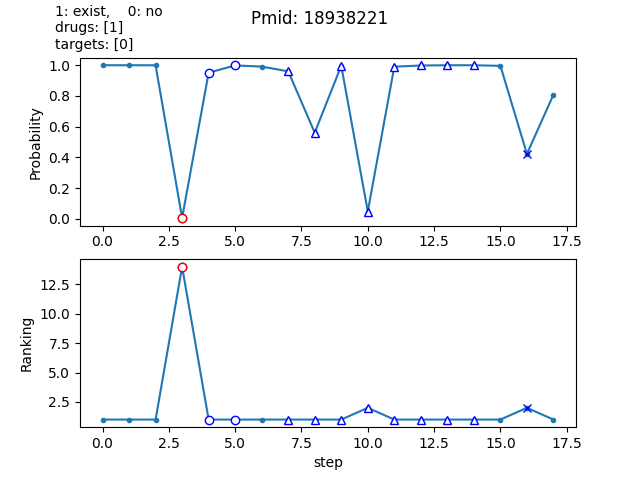 1: exist,    0: no
drugs: [1]
targets: [0]
Pmid: 18938221
Probability
1.0
0.8
0.6
0.4
0.2
0.0
0.0 2.5 5.0 7.5 10.0 12.5 15.0 17.5
Ranking
12.5
10.0
7.5
5.0
2.5
0.0 2.5 5.0 7.5 10.0 12.5 15.0 17.5
step